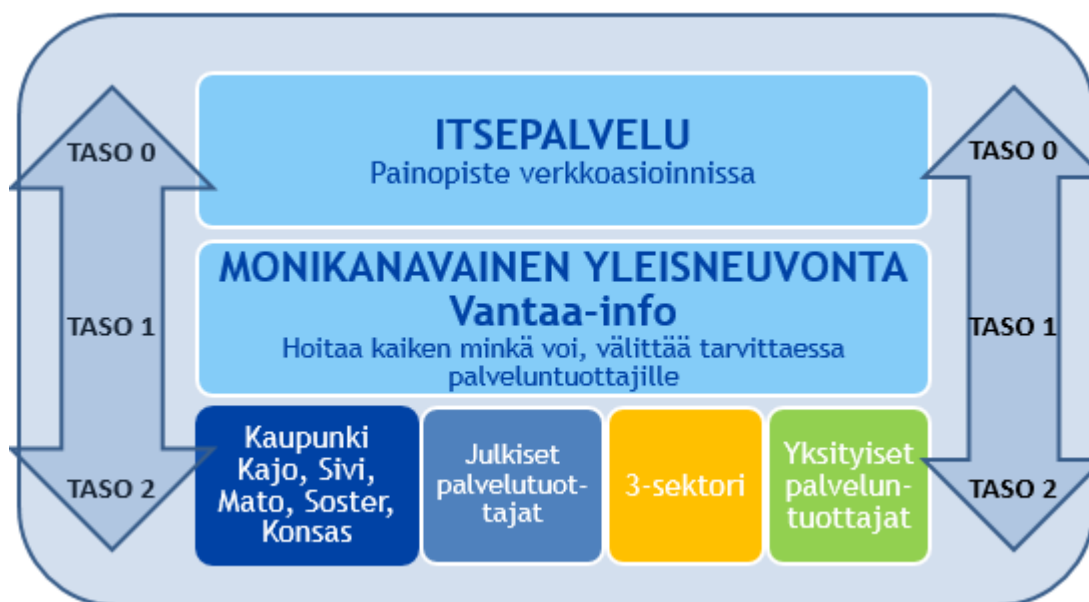 TASO 0
ITSEPALVELU
Painopiste verkkoasioinnissa
TASO 0
TASO 1
MONIKANAVAINEN YLEISNEUVONTA
Vantaa-info
Hoitaa kaiken minkä voi, välittää tarvittaessa
palveluntuottajille
TASO 1
TASO 2
Kaupunki
Kajo, Sivi,
Mato, Soster,
Konsas
Julkiset
palvelutuot-
tajat
3-sektori
Yksityiset
palvelun-
tuottajat
TASO 2